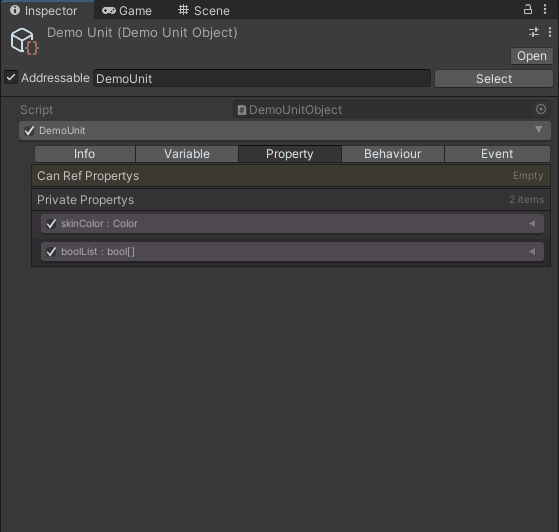 Inspector Game Scene
Demo Unit (Demo Unit Object)
Open
Addressable DemoUnit Select
Script DemoUnitObject
DemoUnit
Info Variable Property Behaviour Event
Can Ref Propertys Empty
Private Propertys 2 items
skinColor : Color
boolList : bool[]